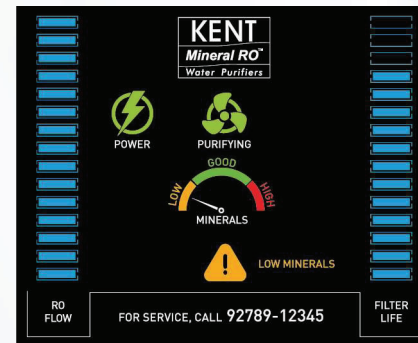 KENT
Mineral RO™
Water Purifiers
POWER
PURIFYING
LOW
GOOD
HIGH
MINERALS
LOW MINERALS
RO
FLOW
FOR SERVICE, CALL 92789-12345
FILTER
LIFE